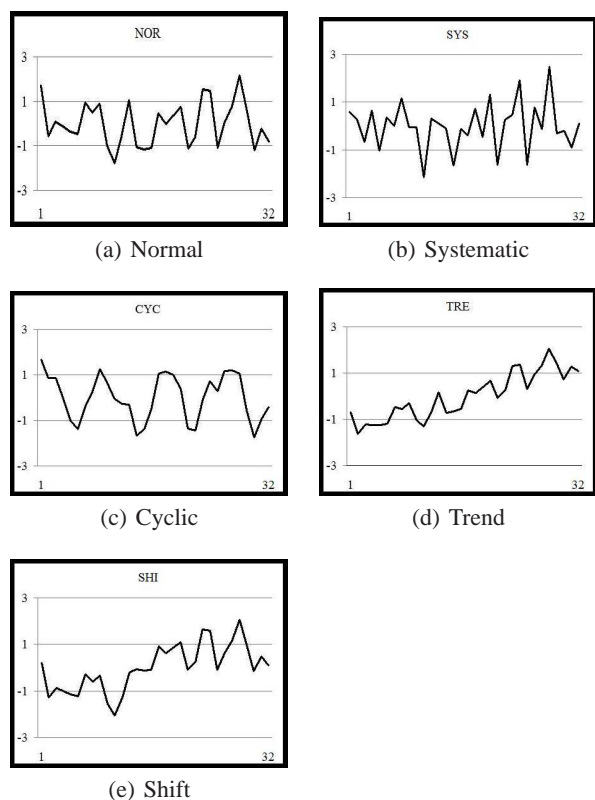 NOR
3
1
-1
-3
1 32
(a) Normal
SYS
3
1
-1
-3
1 32
(b) Systematic
CYC
3
1
-1
-3
1 32
(c) Cyclic
TRE
3
1
-1
-3
1 32
(d) Trend
SHI
3
1
-1
-3
1 32
(e) Shift